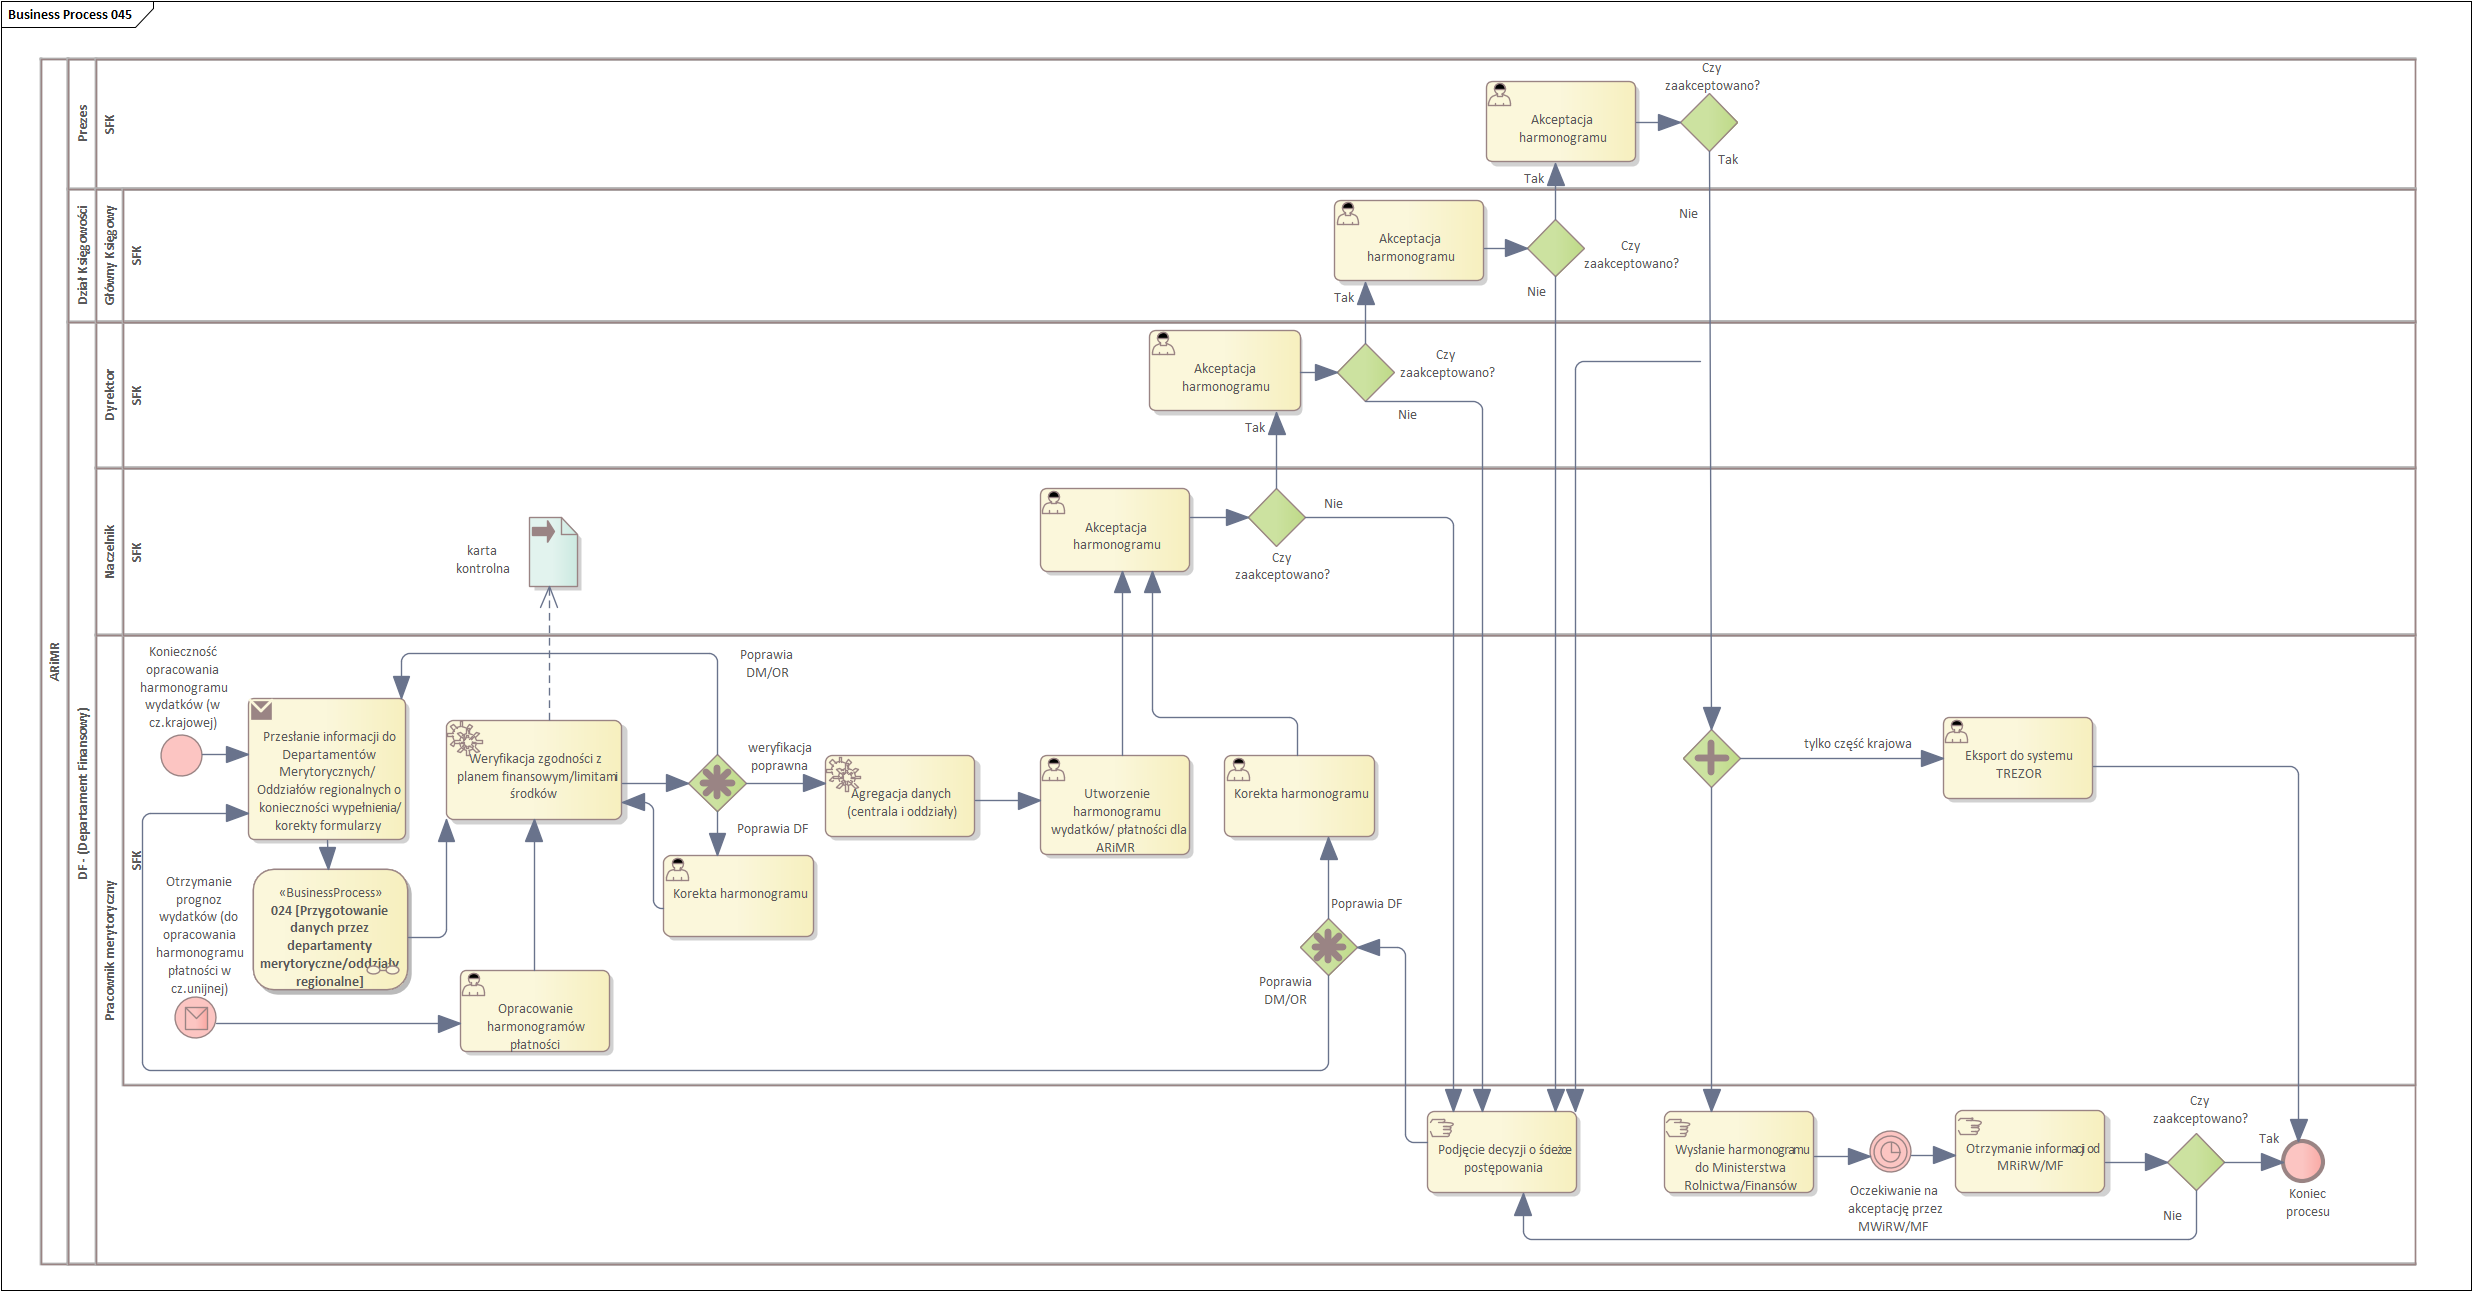 Business Process 045
ARiMR
Prezes
SFK
Akceptacja
harmonogramu
Czy
zaakceptowano?
Tak
Nie
Dział Księgowości
Główny Księgowy
SFK
Akceptacja
harmonogramu
Tak
Czy
zaakceptowano?
Nie
DF - (Departament Finansowy)
Dyrektor
SFK
Akceptacja
harmonogramu
Tak
Czy
zaakceptowano?
Nie
Naczelnik
SFK
karta
kontrolna
Akceptacja
harmonogramu
Tak
Nie
Czy
zaakceptowano?
Pracownik merytoryczny
SFK
Konieczność
opracowania
harmonogramu
wydatków (w
cz.krajowej)
Przesłanie informacji do
Departamentów
Merytorycznych/
Oddziałów regionalnych o
konieczności wypełnienia/
korekty formularzy
«BusinessProcess»
024 [Przygotowanie
danych przez
departamenty
merytoryczne/oddziały
regionalne]
Otrzymanie
prognoz
wydatków (do
opracowania
harmonogramu
płatności w
cz.unijnej)
Opracowanie
harmonogramów
płatności
Weryfikacja zgodności z
planem finansowym/limitami
środków
Poprawia
DM/OR
weryfikacja
poprawna
Poprawia DF
Korekta harmonogramu
Agregacja danych
(centrala i oddziały)
Utworzenie
harmonogramu
wydatków/ płatności dla
ARiMR
Korekta harmonogramu
Poprawia DF
Poprawia
DM/OR
tylko część krajowa
Eksport do systemu
TREZOR
Podjęcie decyzji o ścieżce
postępowania
Wysłanie harmonogramu
do Ministerstwa
Rolnictwa/Finansów
Oczekiwanie na
akceptację przez
MWiRW/MF
Otrzymanie informacji od
MRiRW/MF
Czy
zaakceptowano?
Tak
Nie
Koniec
procesu